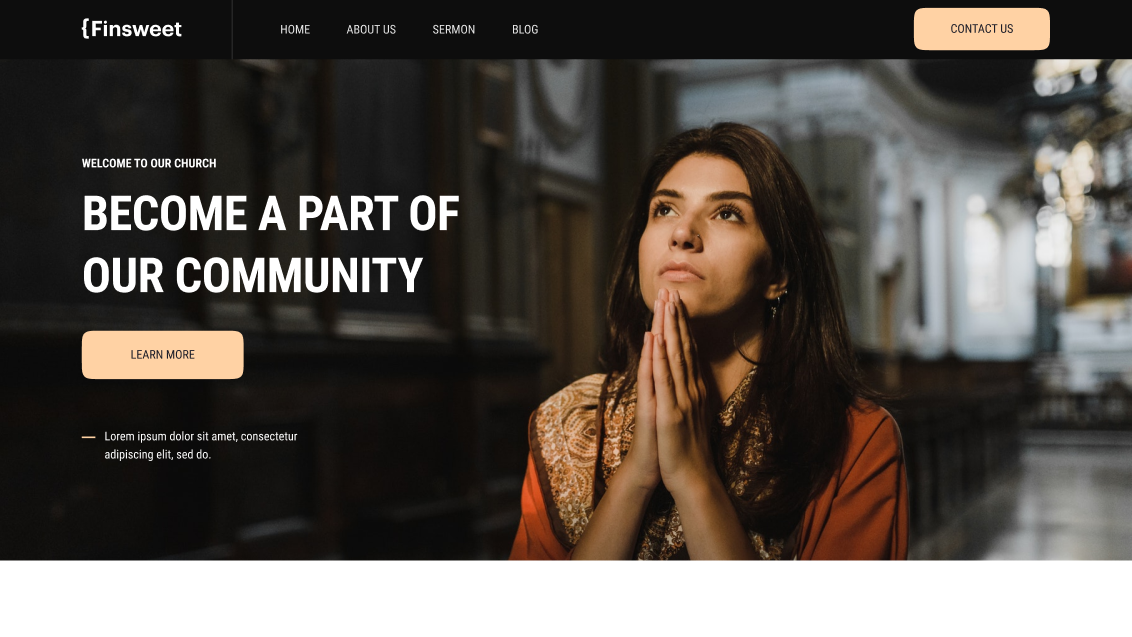 {Finsweet
HOME
ABOUT US
SERMON
BLOG
CONTACT US
WELCOME TO OUR CHURCH
BECOME A PART OF
OUR COMMUNITY
LEARN MORE
Lorem ipsum dolor sit amet, consectetur
adipiscing elit, sed do.